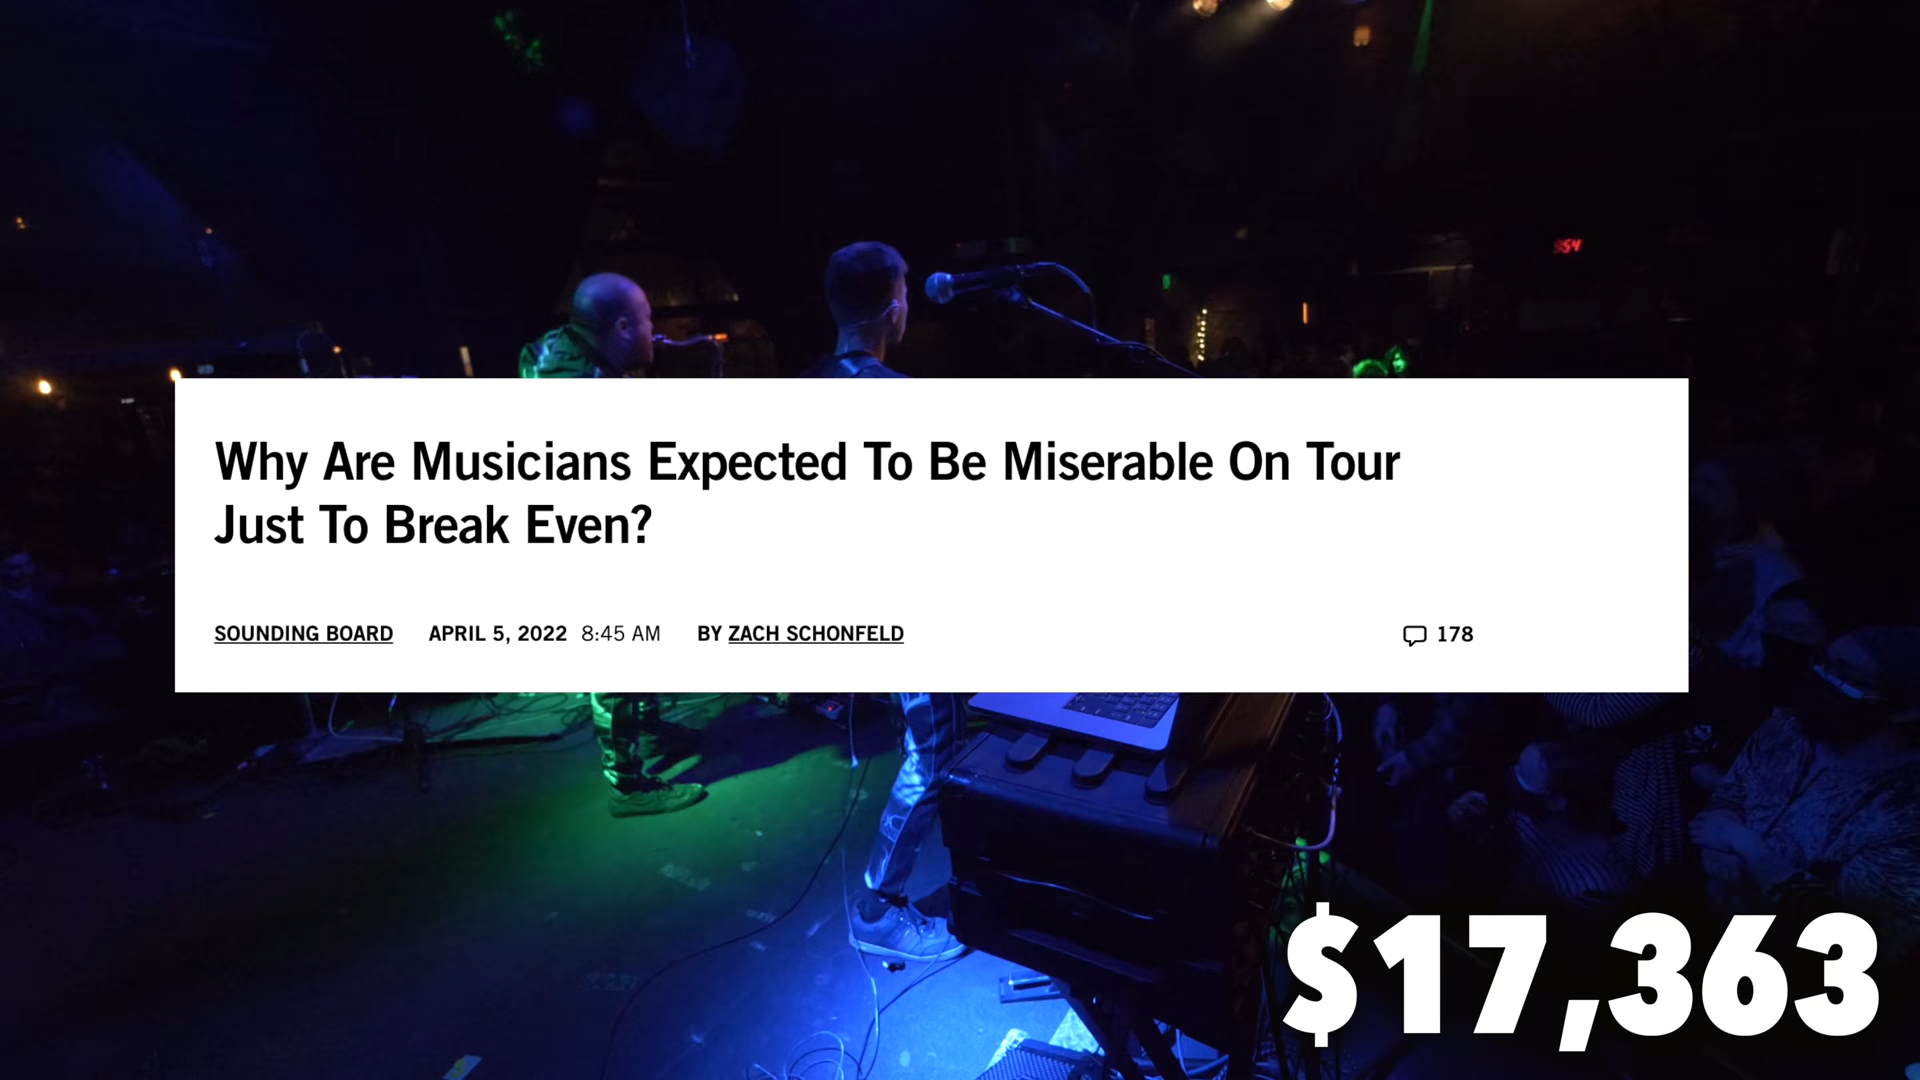 Why Are Musicians Expected To Be Miserable On Tour
Just To Break Even?
SOUNDING BOARD APRIL 5, 2022 8:45 AM BY ZACH SCHONFELD 178
$17,363